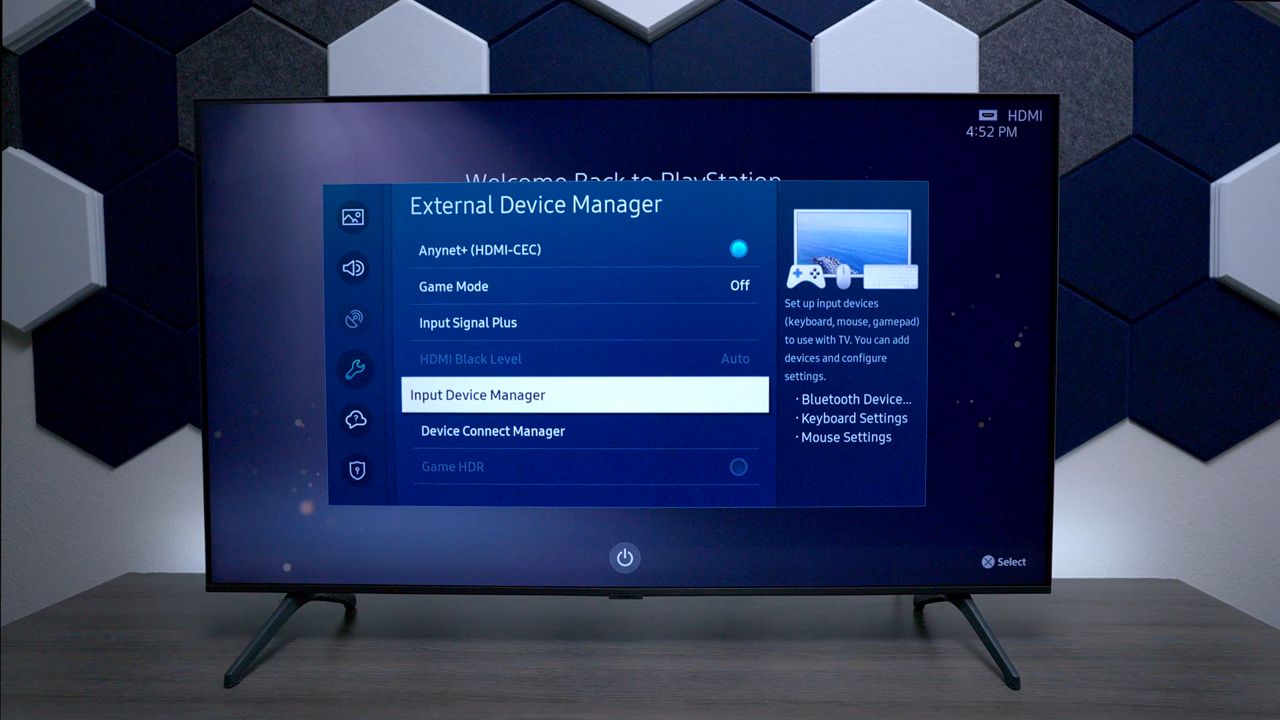 HDMI
4:52 PM
Welcome Back to PlayStation
External Device Manager
Anynet+ (HDMI-CEC)
Game Mode Off
Input Signal Plus
HDMI Black Level Auto
Input Device Manager
Device Connect Manager
Game HDR
Set up input devices
(keyboard, mouse, gamepad)
to use with TV. You can add
devices and configure
settings.
· Bluetooth Device...
· Keyboard Settings
· Mouse Settings
Select